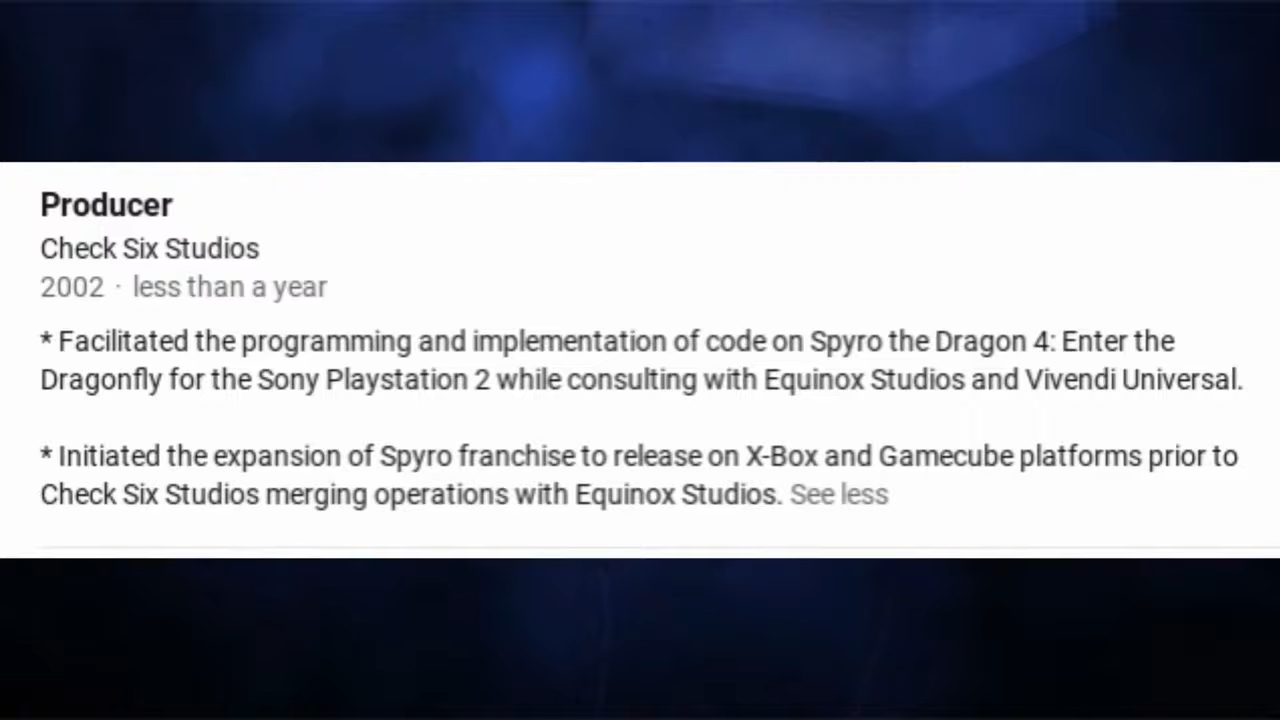 Producer
Check Six Studios
2002 · less than a year
* Facilitated the programming and implementation of code on Spyro the Dragon 4: Enter the
Dragonfly for the Sony Playstation 2 while consulting with Equinox Studios and Vivendi Universal.
* Initiated the expansion of Spyro franchise to release on X-Box and Gamecube platforms prior to
Check Six Studios merging operations with Equinox Studios. See less